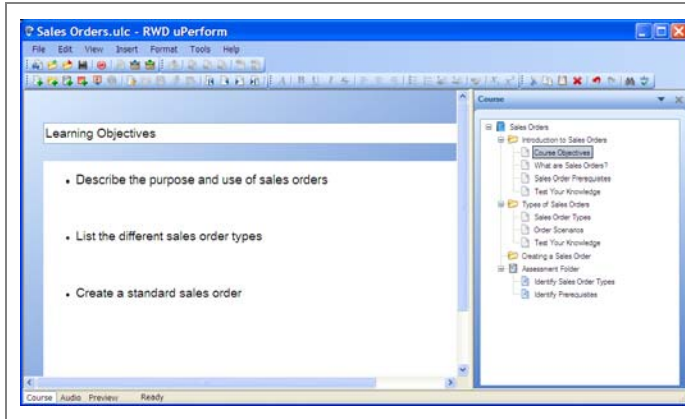 Sales Orders.ulc - RWD uPerform
File Edit View Insert Format Tools Help
Learning Objectives
• Describe the purpose and use of sales orders
• List the different sales order types
• Create a standard sales order
Course
Sales Orders
Introduction to Sales Orders
Course Objectives
What are Sales Orders?
Sales Order Prerequisites
Test Your Knowledge
Types of Sales Orders
Sales Order Types
Order Scenarios
Test Your Knowledge
Creating a Sales Order
Assessment Folder
Identify Sales Order Types
Identify Prerequisites
Course Audio Preview Ready